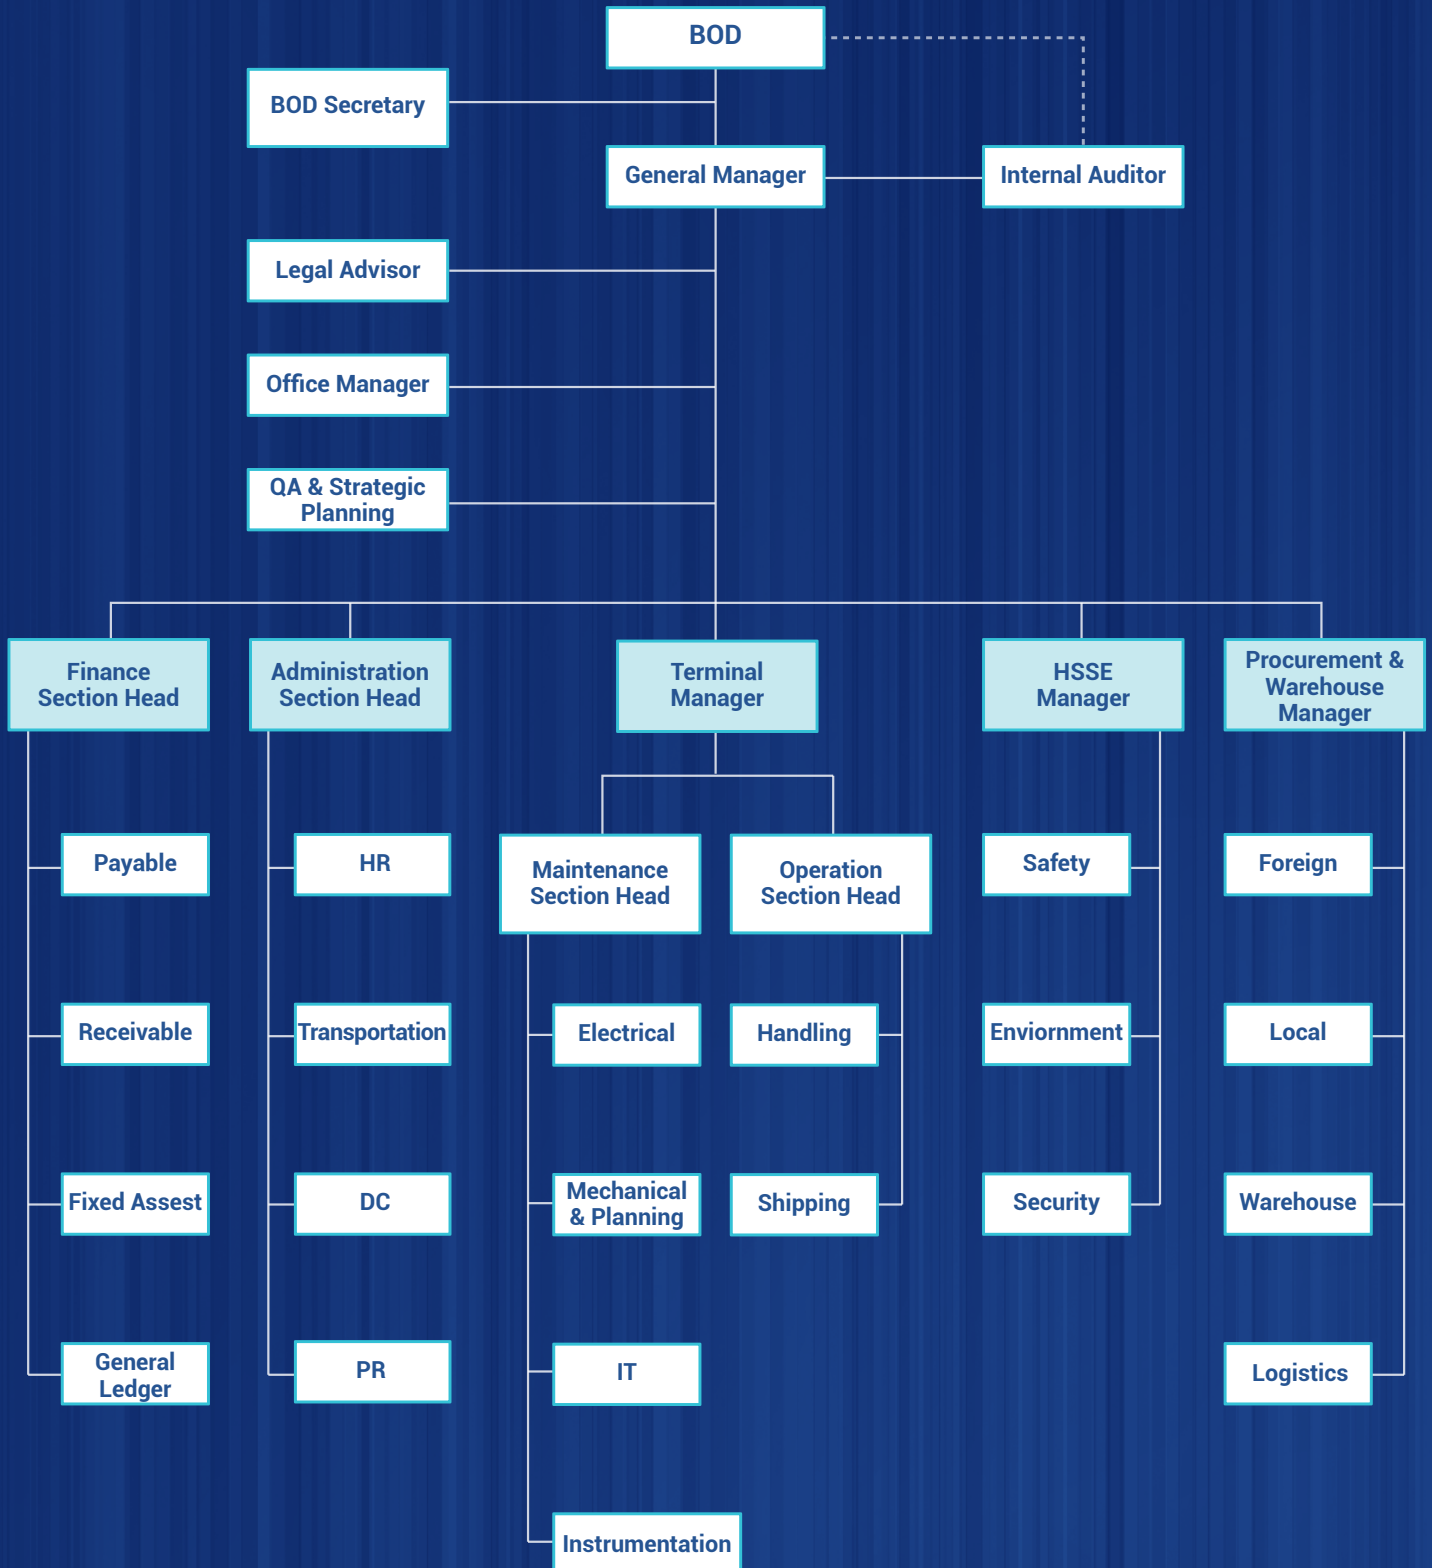 BOD
BOD Secretary
General Manager
Internal Auditor
Legal Advisor
Office Manager
QA & Strategic
Planning
Finance
Section Head
Administration
Section Head
Terminal
Manager
HSSE
Manager
Procurement &
Warehouse
Manager
Payable
HR
Maintenance
Section Head
Operation
Section Head
Safety
Foreign
Receivable
Transportation
Electrical
Handling
Enviornment
Local
Fixed Assest
DC
Mechanical
& Planning
Shipping
Security
Warehouse
General
Ledger
PR
IT
Logistics
Instrumentation